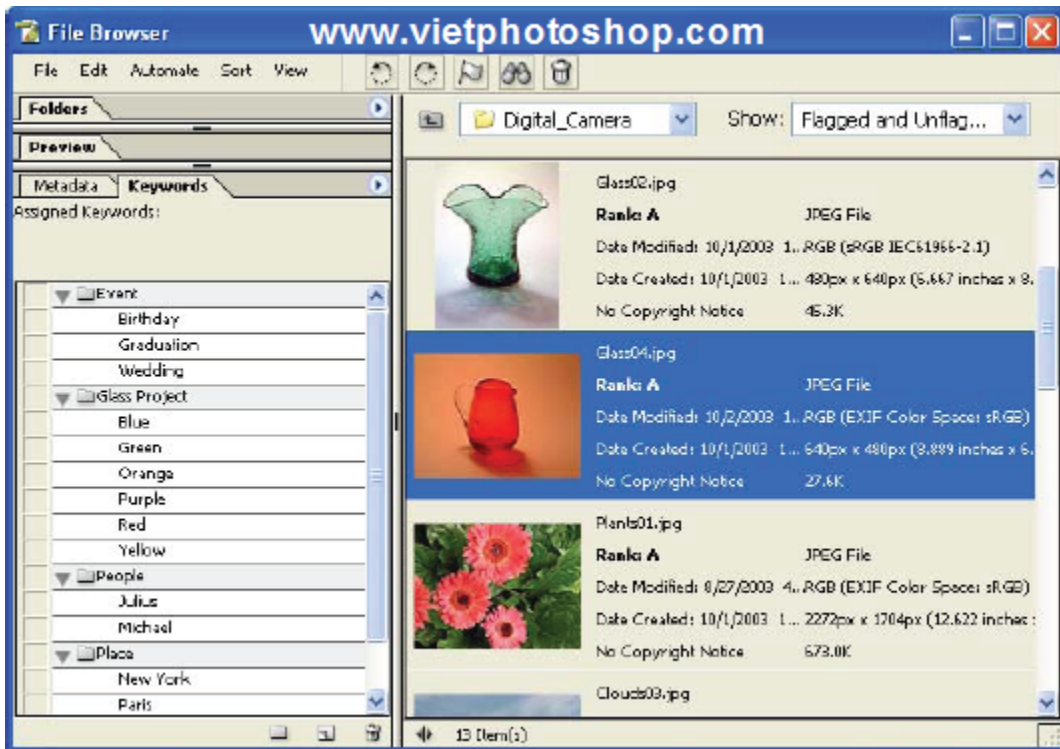 File Browser
www.vietphotoshop.com
File Edit Automate Sort View
Folders
Preview
Metadata Keywords
Assigned Keywords:
Event
Birthday
Graduation
Wedding
Glass Project
Blue
Green
Orange
Purple
Red
Yellow
People
Julius
Michael
Place
New York
Paris
Digital_Camera Show: Flagged and Unflag...
Glass02.jpg
Rank: A JPEG File
Date Modified: 10/1/2003 1... RGB (sRGB IEC61966-2.1)
Date Created: 10/1/2003 1... 480px x 640px (6.667 inches x 8.
No Copyright Notice 45.3K
Glass04.jpg
Rank: A JPEG File
Date Modified: 10/2/2003 1... RGB (EXIF Color Space: sRGB)
Date Created: 10/1/2003 1... 640px x 480px (8.889 inches x 6.
No Copyright Notice 27.6K
Plants01.jpg
Rank: A JPEG File
Date Modified: 8/27/2003 4... RGB (EXIF Color Space: sRGB)
Date Created: 10/1/2003 1... 2272px x 1704px (12.622 inches
No Copyright Notice 673.0K
Clouds03.jpg
13 Item(s)